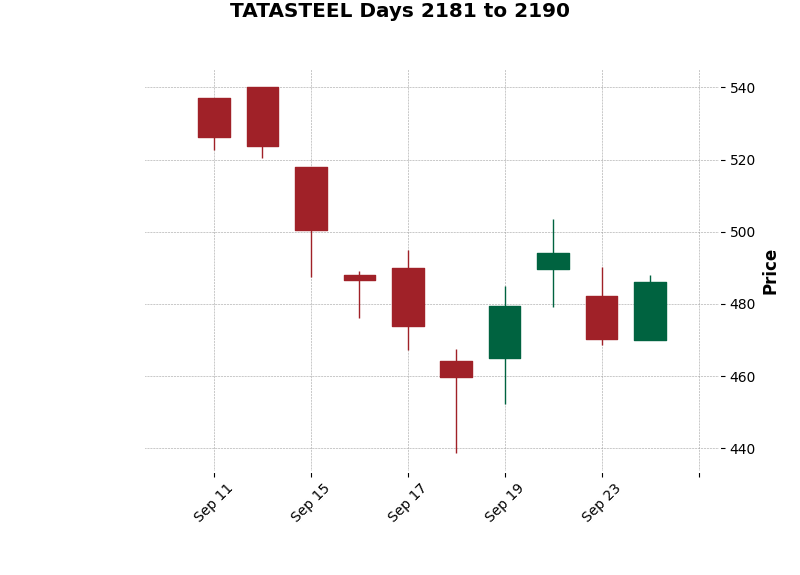 TATASTEEL Days 2181 to 2190
540
520
500
480
460
440
Price
Sep 11
Sep 15
Sep 17
Sep 19
Sep 23